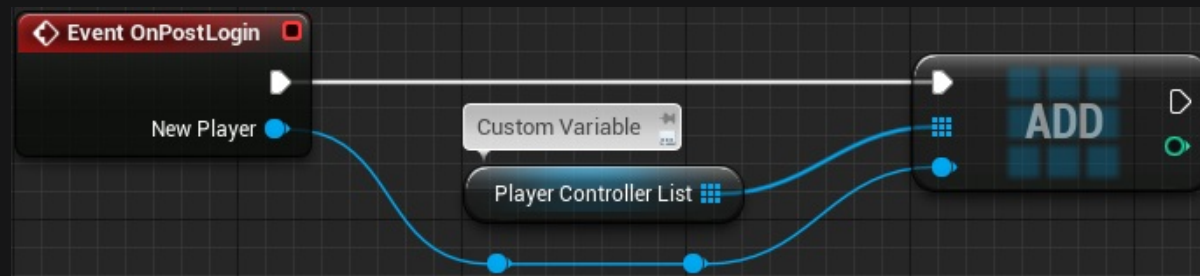 Event OnPostLogin
New Player
Custom Variable
Player Controller List
ADD